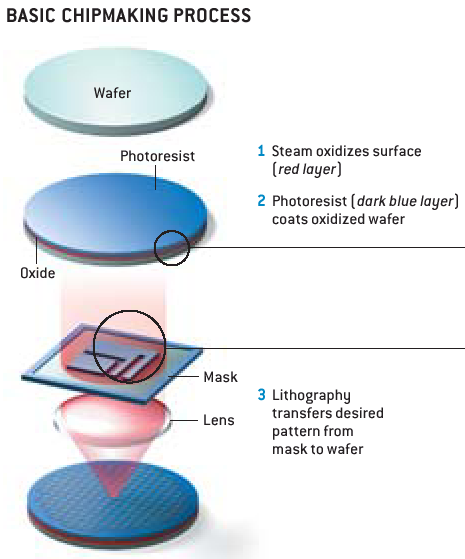 BASIC CHIPMAKING PROCESS
Wafer
Photoresist
1 Steam oxidizes surface
(red layer)
2 Photoresist (dark blue layer)
coats oxidized wafer
Oxide
Mask
Lens
3 Lithography
transfers desired
pattern from
mask to wafer